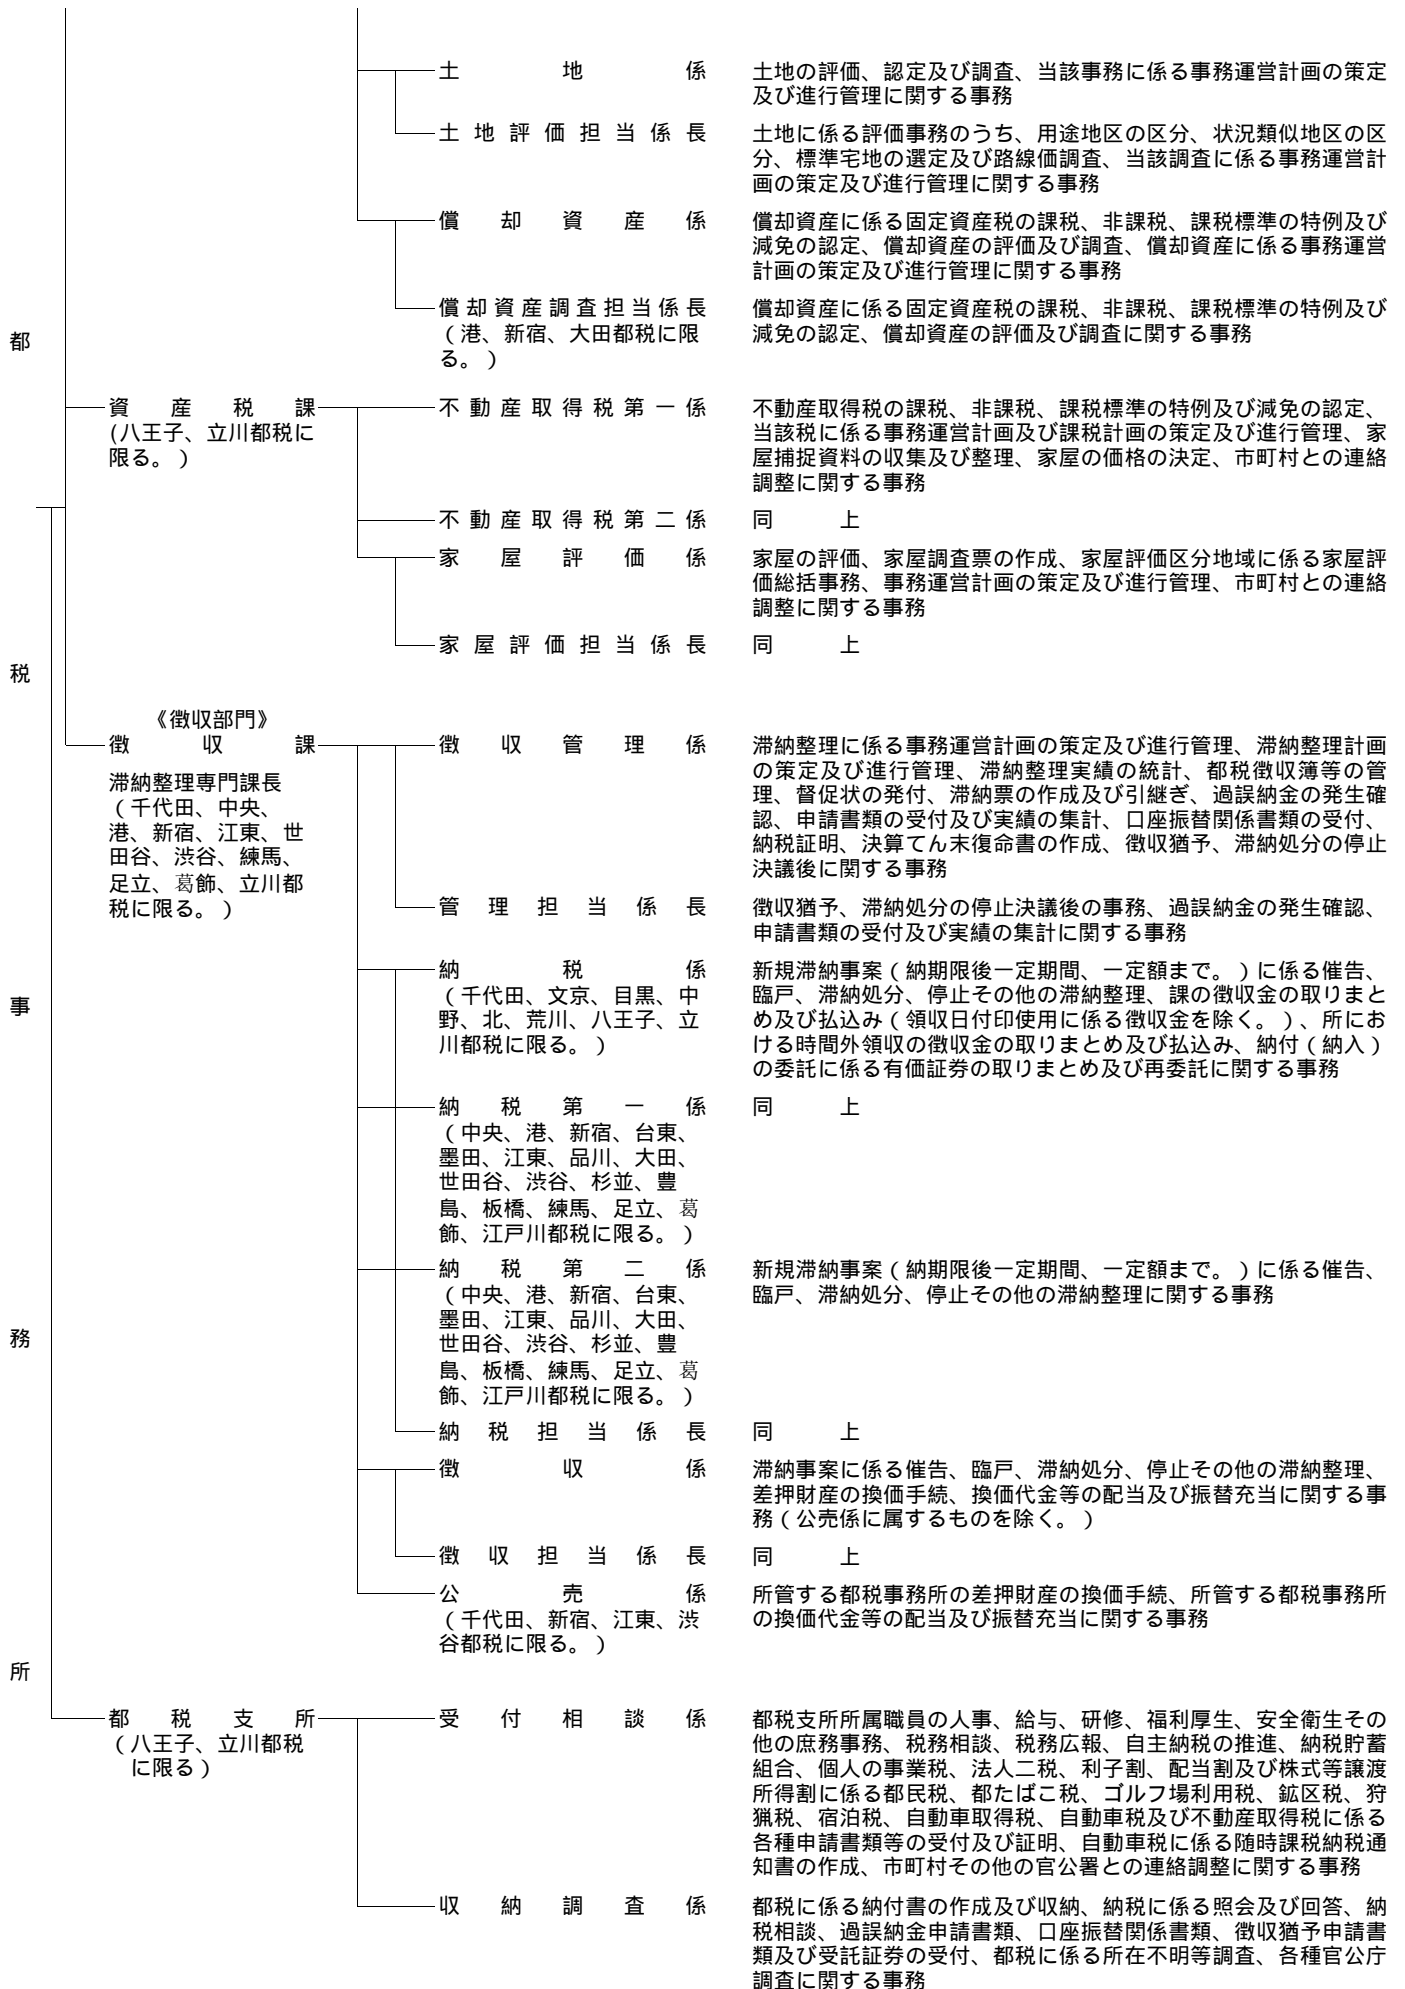 都税事務所
土地係
土地の評価、認定及び調査、当該事務に係る事務運営計画の策定
及び進行管理に関する事務
土地評価担当係長
土地に係る評価事務のうち、用途地区の区分、状況類似地区の区
分、標準宅地の選定及び路線価調査、当該調査に係る事務運営計
画の策定及び進行管理に関する事務
償却資産係
償却資産に係る固定資産税の課税、非課税、課税標準の特例及び
減免の認定、償却資産の評価及び調査、償却資産に係る事務運営
計画の策定及び進行管理に関する事務
償却資産調査担当係長
（港、新宿、大田都税に限
る。）
償却資産に係る固定資産税の課税、非課税、課税標準の特例及び
減免の認定、償却資産の評価及び調査に関する事務
資産税課
(八王子、立川都税に
限る。）
不動産取得税第一係
不動産取得税の課税、非課税、課税標準の特例及び減免の認定、
当該税に係る事務運営計画及び課税計画の策定及び進行管理、家
屋捕捉資料の収集及び整理、家屋の価格の決定、市町村との連絡
調整に関する事務
不動産取得税第二係
同上
家屋評価係
家屋の評価、家屋調査票の作成、家屋評価区分地域に係る家屋評
価総括事務、事務運営計画の策定及び進行管理、市町村との連絡
調整に関する事務
家屋評価担当係長
同上
《徴収部門》
徴収課
滞納整理専門課長
（千代田、中央、
港、新宿、江東、世
田谷、渋谷、練馬、
足立、葛飾、立川都
税に限る。）
徴収管理係
滞納整理に係る事務運営計画の策定及び進行管理、滞納整理計画
の策定及び進行管理、滞納整理実績の統計、都税徴収簿等の管
理、督促状の発付、滞納票の作成及び引継ぎ、過誤納金の発生確
認、申請書類の受付及び実績の集計、口座振替関係書類の受付、
納税証明、決算てん末復命書の作成、徴収猶予、滞納処分の停止
決議後に関する事務
管理担当係長
徴収猶予、滞納処分の停止決議後の事務、過誤納金の発生確認、
申請書類の受付及び実績の集計に関する事務
納税係
（千代田、文京、目黒、中
野、北、荒川、八王子、立
川都税に限る。）
新規滞納事案（納期限後一定期間、一定額まで。）に係る催告、
臨戸、滞納処分、停止その他の滞納整理、課の徴収金の取りまと
め及び払込み（領収日付印使用に係る徴収金を除く。）、所にお
ける時間外領収の徴収金の取りまとめ及び払込み、納付（納入）
の委託に係る有価証券の取りまとめ及び再委託に関する事務
納税第一係
（中央、港、新宿、台東、
墨田、江東、品川、大田、
世田谷、渋谷、杉並、豊
島、板橋、練馬、足立、葛
飾、江戸川都税に限る。）
同上
納税第二係
（中央、港、新宿、台東、
墨田、江東、品川、大田、
世田谷、渋谷、杉並、豊
島、板橋、練馬、足立、葛
飾、江戸川都税に限る。）
新規滞納事案（納期限後一定期間、一定額まで。）に係る催告、
臨戸、滞納処分、停止その他の滞納整理に関する事務
納税担当係長
同上
徴収係
滞納事案に係る催告、臨戸、滞納処分、停止その他の滞納整理、
差押財産の換価手続、換価代金等の配当及び振替充当に関する事
務（公売係に属するものを除く。）
徴収担当係長
同上
公売係
（千代田、新宿、江東、渋
谷都税に限る。）
所管する都税事務所の差押財産の換価手続、所管する都税事務所
の換価代金等の配当及び振替充当に関する事務
都税支所
（八王子、立川都税
に限る）
受付相談係
都税支所所属職員の人事、給与、研修、福利厚生、安全衛生その
他の庶務事務、税務相談、税務広報、自主納税の推進、納税貯蓄
組合、個人の事業税、法人二税、利子割、配当割及び株式等譲渡
所得割に係る都民税、都たばこ税、ゴルフ場利用税、鉱区税、狩
猟税、宿泊税、自動車取得税、自動車税及び不動産取得税に係る
各種申請書類等の受付及び証明、自動車税に係る随時課税納税通
知書の作成、市町村その他の官公署との連絡調整に関する事務
収納調査係
都税に係る納付書の作成及び収納、納税に係る照会及び回答、納
税相談、過誤納金申請書類、口座振替関係書類、徴収猶予申請書
類及び受託証券の受付、都税に係る所在不明等調査、各種官公庁
調査に関する事務